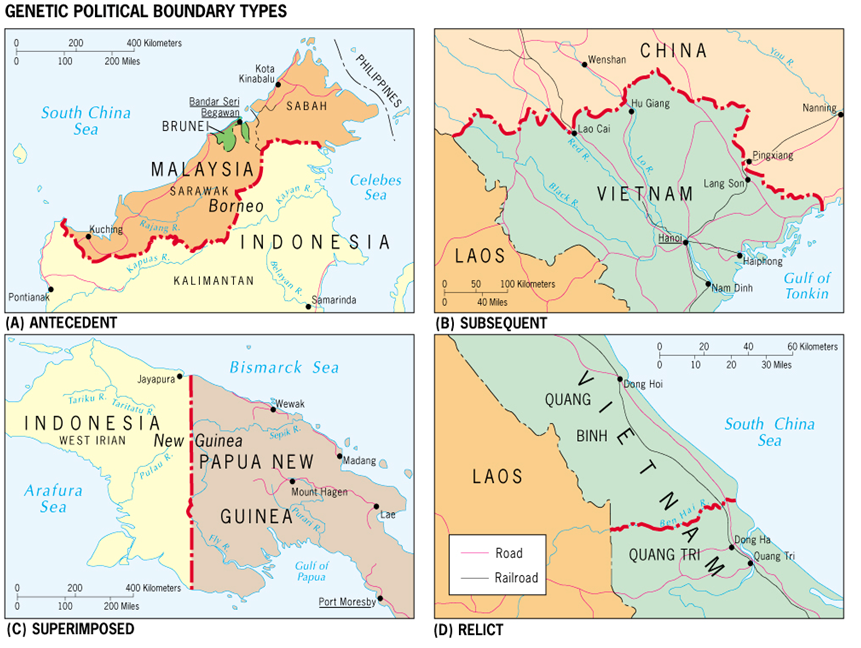 GENETIC POLITICAL BOUNDARY TYPES
0 200 400 Kilometers
0 100 200 Miles
PHILIPPINES
Kota
Kinabalu
SABAH
South China
Sea
Bandar Seri
Begawan
BRUNEI
MALAYSIA
SARAWAK
Borneo
Celebes
Sea
Kayan R.
Rajang R.
Kuching
INDONESIA
Kapuas R.
KALIMANTAN
Belayan R.
Pontianak
Samarinda
(A) ANTECEDENT
CHINA
Wenshan
You R.
Nanning
Hu Giang
Lao Cai
Red R.
Lo R.
Pingxiang
Lang Son
Black R.
VIETNAM
Hanoi
LAOS
Haiphong
Gulf of
Tonkin
0 50 100 Kilometers
0 40 Miles
Nam Dinh
(B) SUBSEQUENT
Bismarck Sea
Jayapura
Tariku R.
Taritatu R.
Wewak
INDONESIA
WEST IRIAN
New Guinea
Sepik R.
Pulau R.
PAPUA NEW
GUINEA
Madang
Mount Hagen
Arafura
Sea
Purari R.
Lae
Fly R.
Gulf of
Papua
0 200 400 Kilometers
0 100 200 Miles
Port Moresby
(C) SUPERIMPOSED
0 20 40 60 Kilometers
0 10 20 30 Miles
VIETNAM
Dong Hoi
QUANG
BINH
South China
Sea
LAOS
Ben Hai R.
Dong Ha
QUANG TRI
Quang Tri
Road
Railroad
(D) RELICT